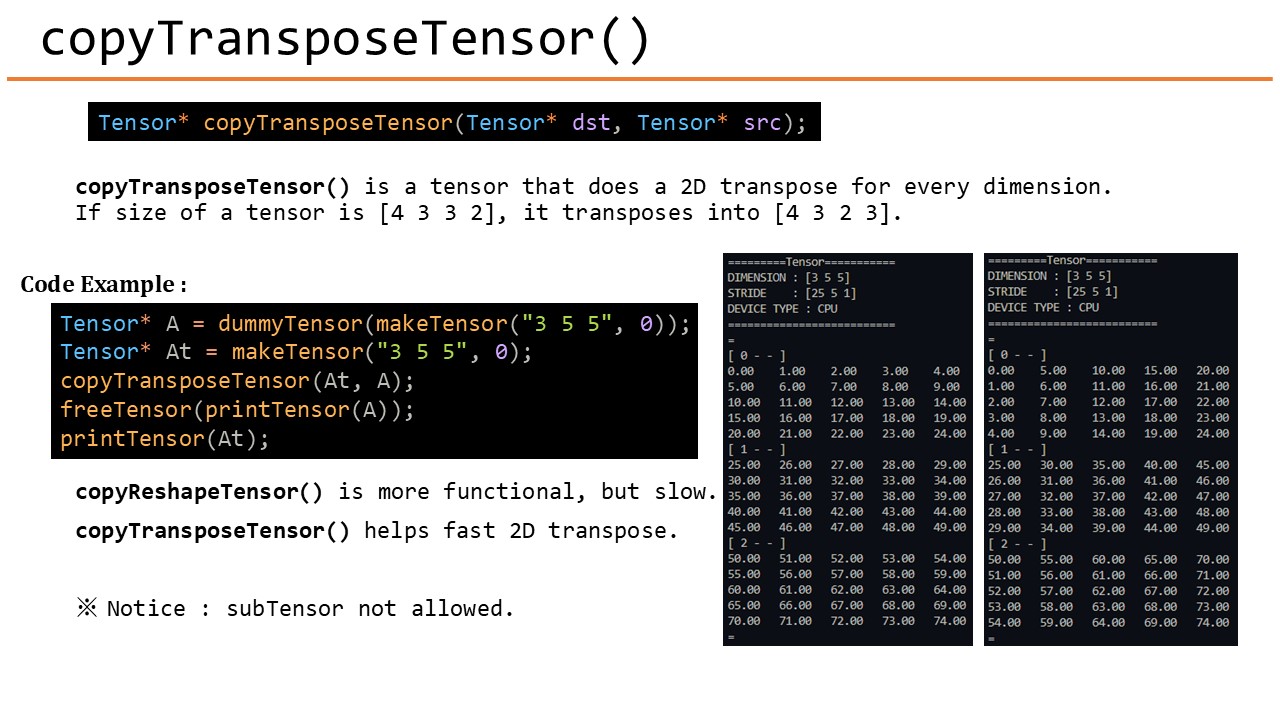 copyTransposeTensor()
Tensor* copyTransposeTensor(Tensor* dst, Tensor* src);
copyTransposeTensor() is a tensor that does a 2D transpose for every dimension.
If size of a tensor is [4 3 3 2], it transposes into [4 3 2 3].
Code Example :
Tensor* A = dummyTensor(makeTensor("3 5 5", 0));
Tensor* At = makeTensor("3 5 5", 0);
copyTransposeTensor(At, A);
freeTensor(printTensor(A));
printTensor(At);
copyReshapeTensor() is more functional, but slow.
copyTransposeTensor() helps fast 2D transpose.
※ Notice : subTensor not allowed.
=========Tensor===========
DIMENSION : [3 5 5]
STRIDE    : [25 5 1]
DEVICE TYPE : CPU
==========================
=
[ 0 - - ]
0.00 1.00 2.00 3.00 4.00
5.00 6.00 7.00 8.00 9.00
10.00 11.00 12.00 13.00 14.00
15.00 16.00 17.00 18.00 19.00
20.00 21.00 22.00 23.00 24.00
[ 1 - - ]
25.00 26.00 27.00 28.00 29.00
30.00 31.00 32.00 33.00 34.00
35.00 36.00 37.00 38.00 39.00
40.00 41.00 42.00 43.00 44.00
45.00 46.00 47.00 48.00 49.00
[ 2 - - ]
50.00 51.00 52.00 53.00 54.00
55.00 56.00 57.00 58.00 59.00
60.00 61.00 62.00 63.00 64.00
65.00 66.00 67.00 68.00 69.00
70.00 71.00 72.00 73.00 74.00
=
=========Tensor===========
DIMENSION : [3 5 5]
STRIDE    : [25 5 1]
DEVICE TYPE : CPU
==========================
=
[ 0 - - ]
0.00 5.00 10.00 15.00 20.00
1.00 6.00 11.00 16.00 21.00
2.00 7.00 12.00 17.00 22.00
3.00 8.00 13.00 18.00 23.00
4.00 9.00 14.00 19.00 24.00
[ 1 - - ]
25.00 30.00 35.00 40.00 45.00
26.00 31.00 36.00 41.00 46.00
27.00 32.00 37.00 42.00 47.00
28.00 33.00 38.00 43.00 48.00
29.00 34.00 39.00 44.00 49.00
[ 2 - - ]
50.00 55.00 60.00 65.00 70.00
51.00 56.00 61.00 66.00 71.00
52.00 57.00 62.00 67.00 72.00
53.00 58.00 63.00 68.00 73.00
54.00 59.00 64.00 69.00 74.00
=